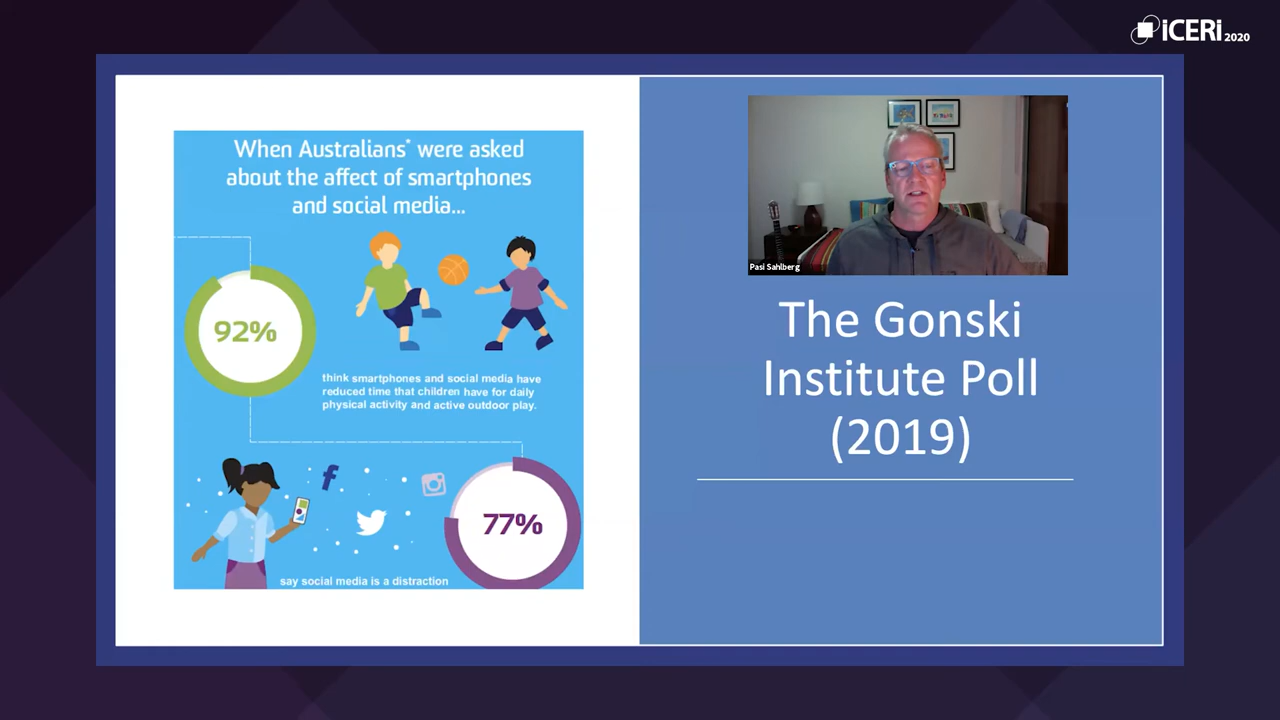 iCERi 2020
When Australians* were asked
about the affect of smartphones
and social media...
92%
think smartphones and social media have
reduced time that children have for daily
physical activity and active outdoor play.
77%
say social media is a distraction
Pasi Sahlberg
The Gonski
Institute Poll
(2019)